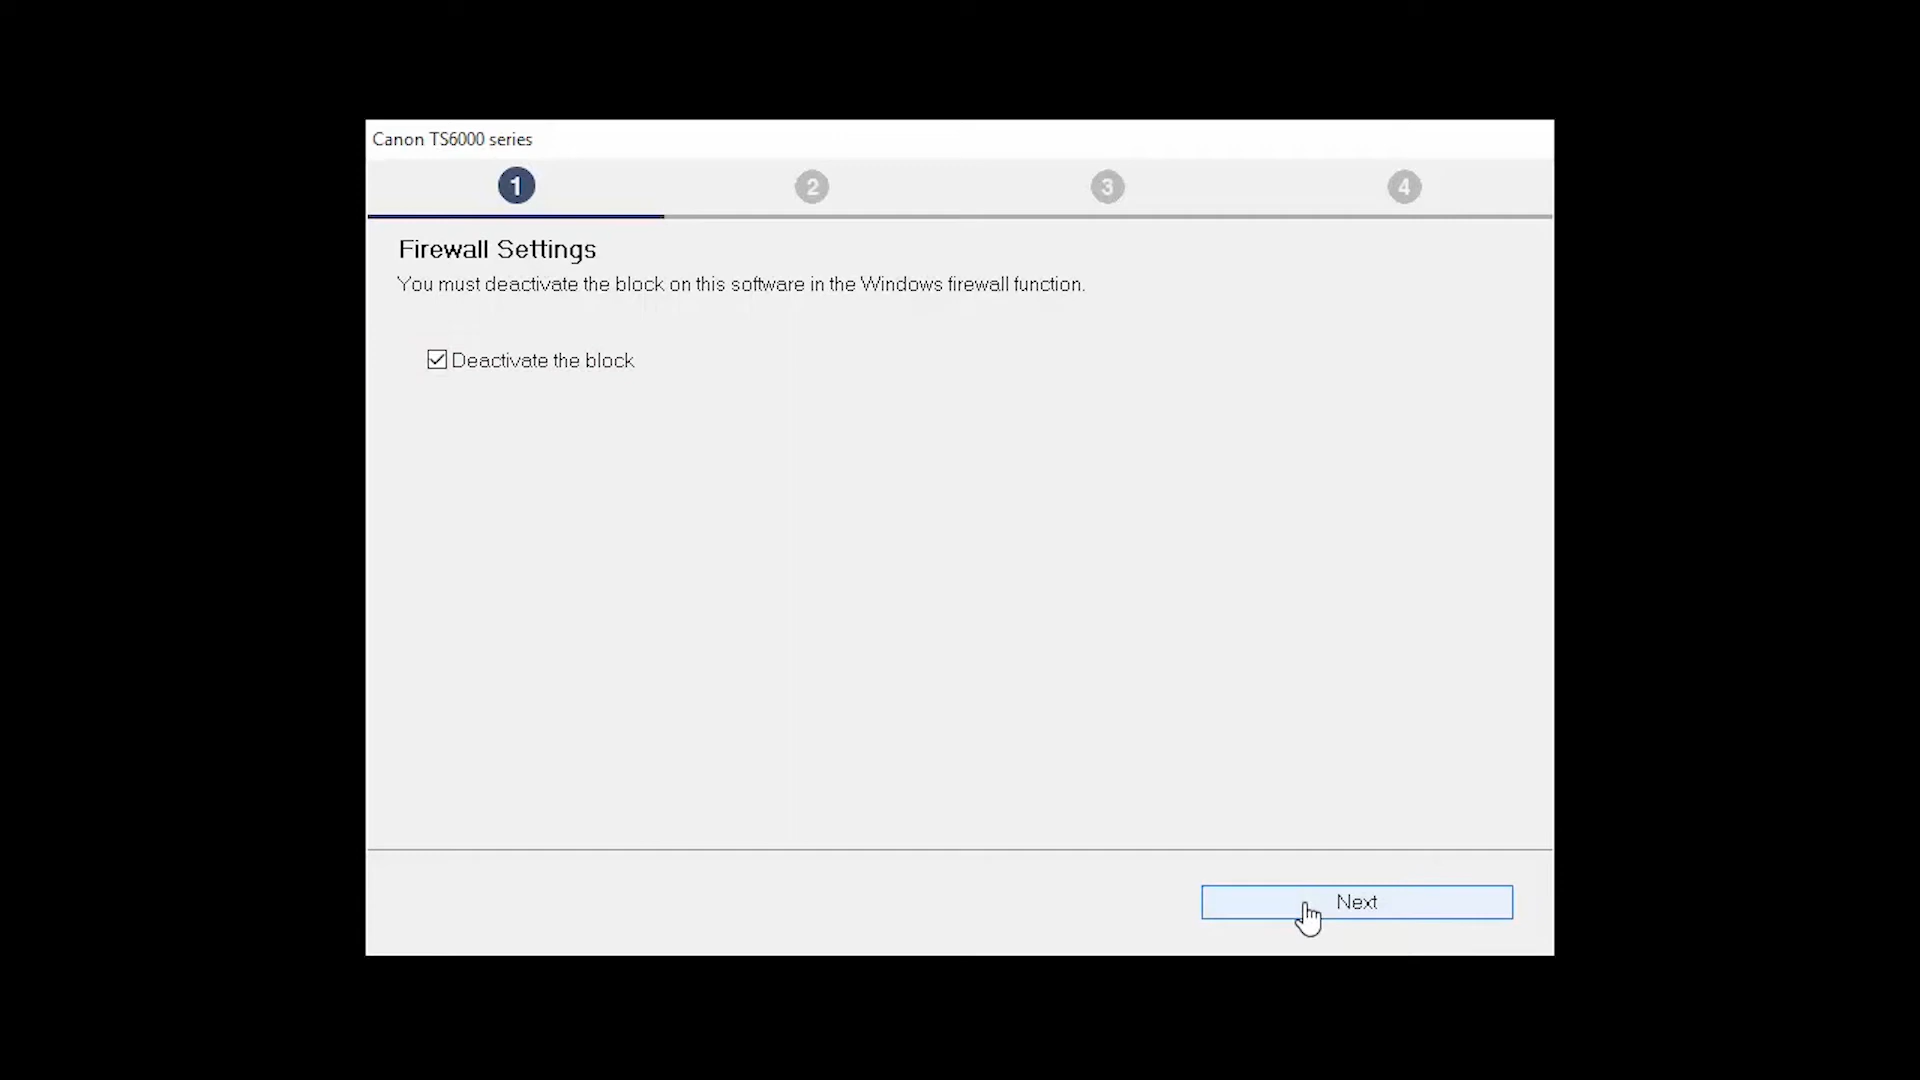 Canon TS6000 series
1 2 3 4
Firewall Settings
You must deactivate the block on this software in the Windows firewall function.
Deactivate the block
Next